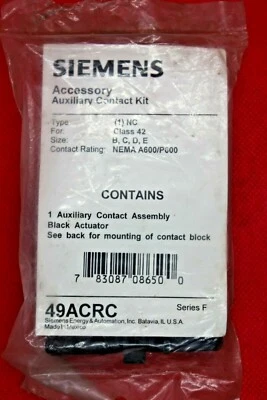 SIEMENS
Accessory
Auxiliary Contact Kit
Type (1) NC
For: Class 42
Size: B, C, D, E
Contact Rating: NEMA A600/P600
CONTAINS
1 Auxiliary Contact Assembly
Black Actuator
See back for mounting of contact block
7 83087 08650 0
49ACRC Series F
Siemens Energy & Automation, Inc. Batavia, IL U.S.A.
Made in Mexico